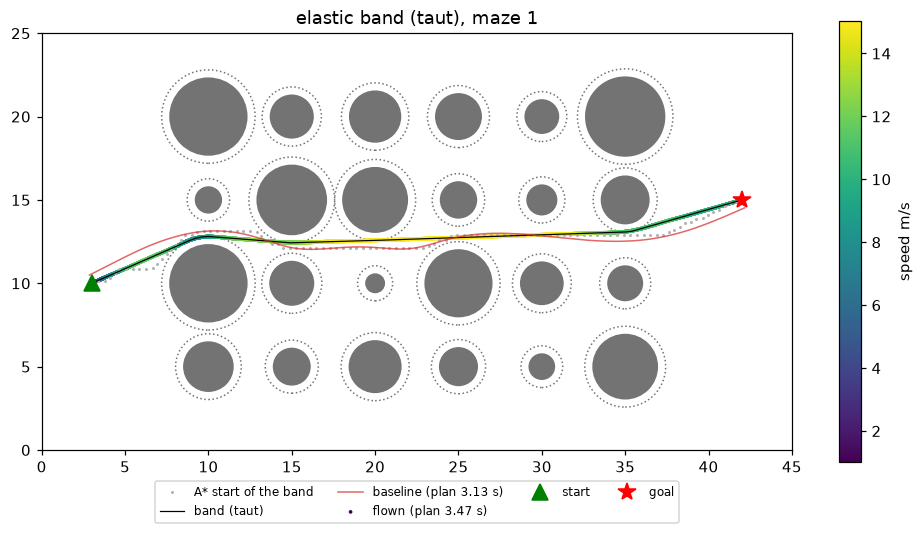 elastic band (taut), maze 1
25
20
15
10
5
0
0 5 10 15 20 25 30 35 40 45
14
12
10
8
6
4
2
speed m/s
A* start of the band
band (taut)
baseline (plan 3.13 s)
flown (plan 3.47 s)
start
goal